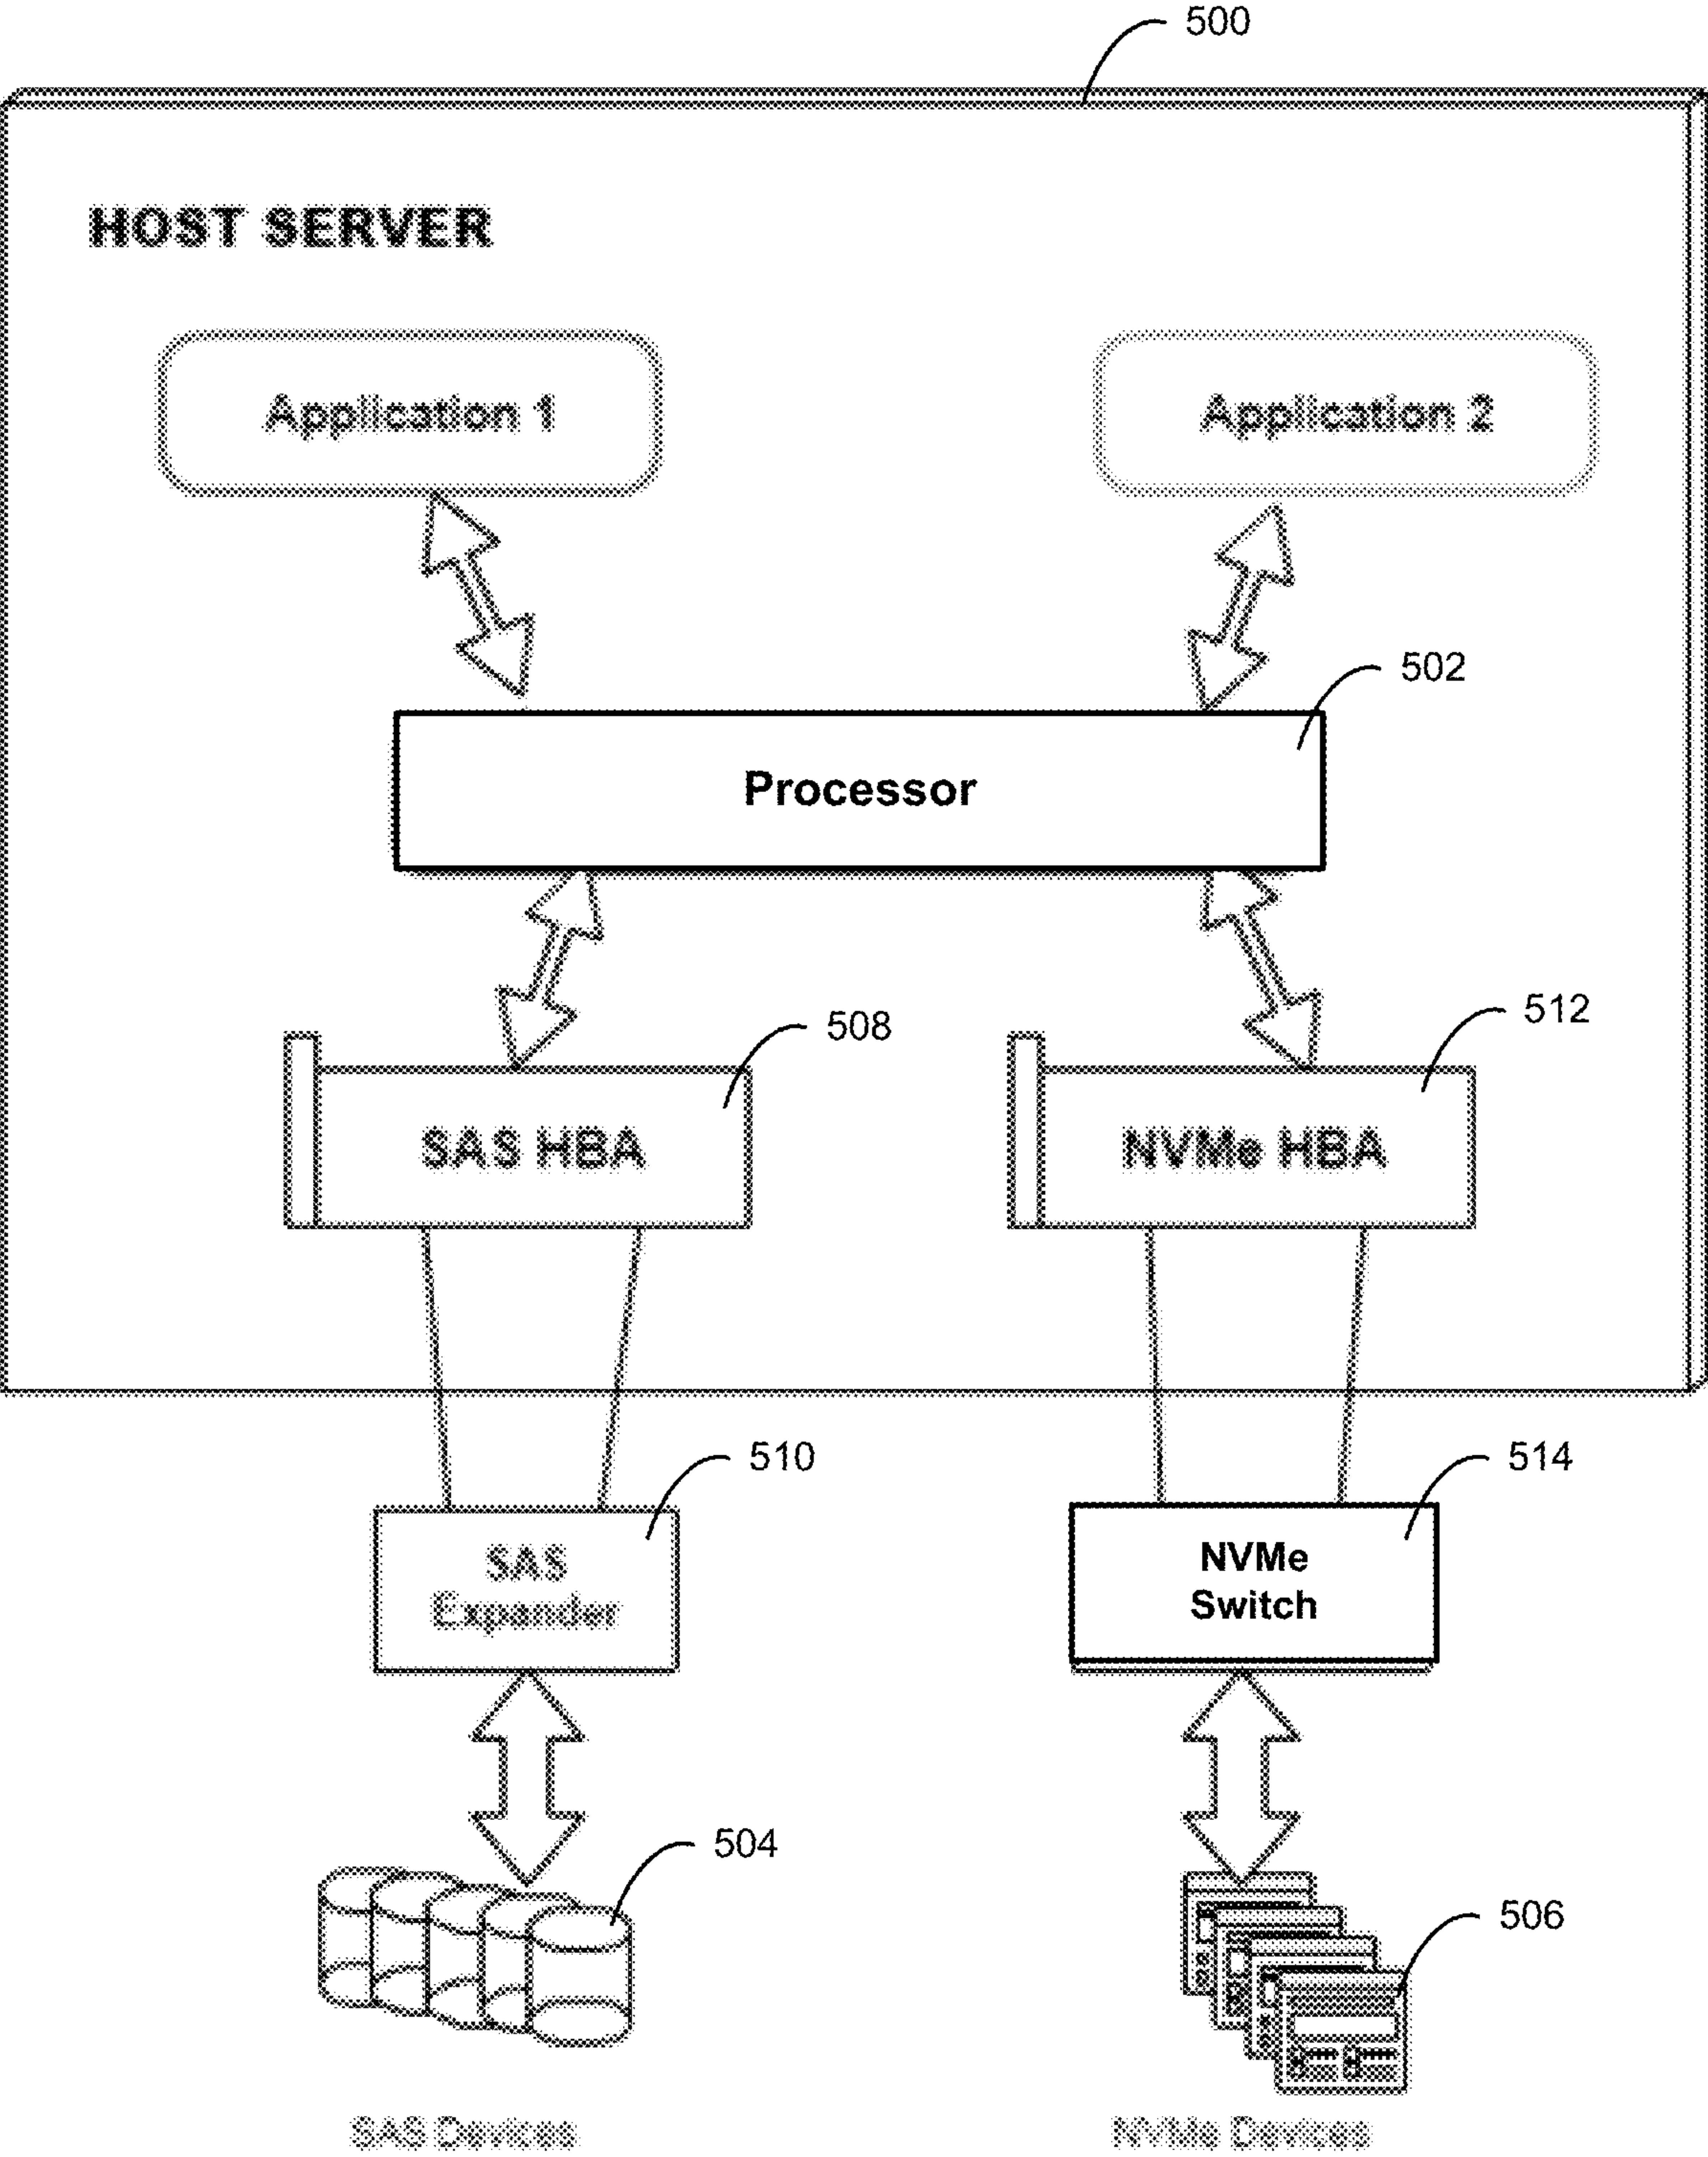 500
HOST SERVER
Application 1
Application 2
502
Processor
508
512
SAS HBA
NVMe HBA
510
514
SAS
Expander
NVMe
Switch
504
506
SAS Devices
NVMe Devices